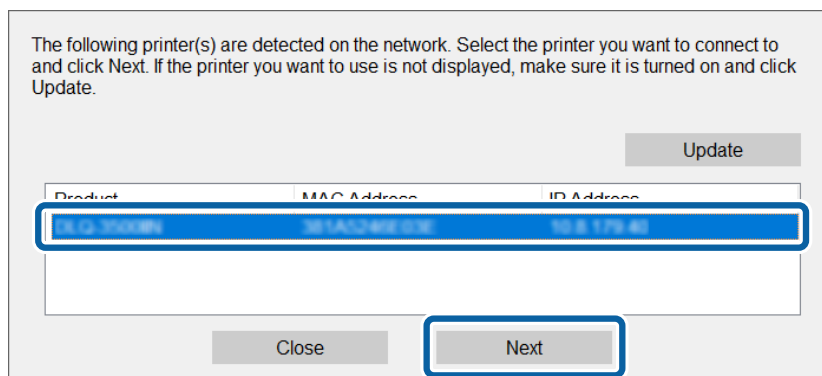 The following printer(s) are detected on the network. Select the printer you want to connect to
and click Next. If the printer you want to use is not displayed, make sure it is turned on and click
Update.
Update
Product MAC Address IP Address
Close Next